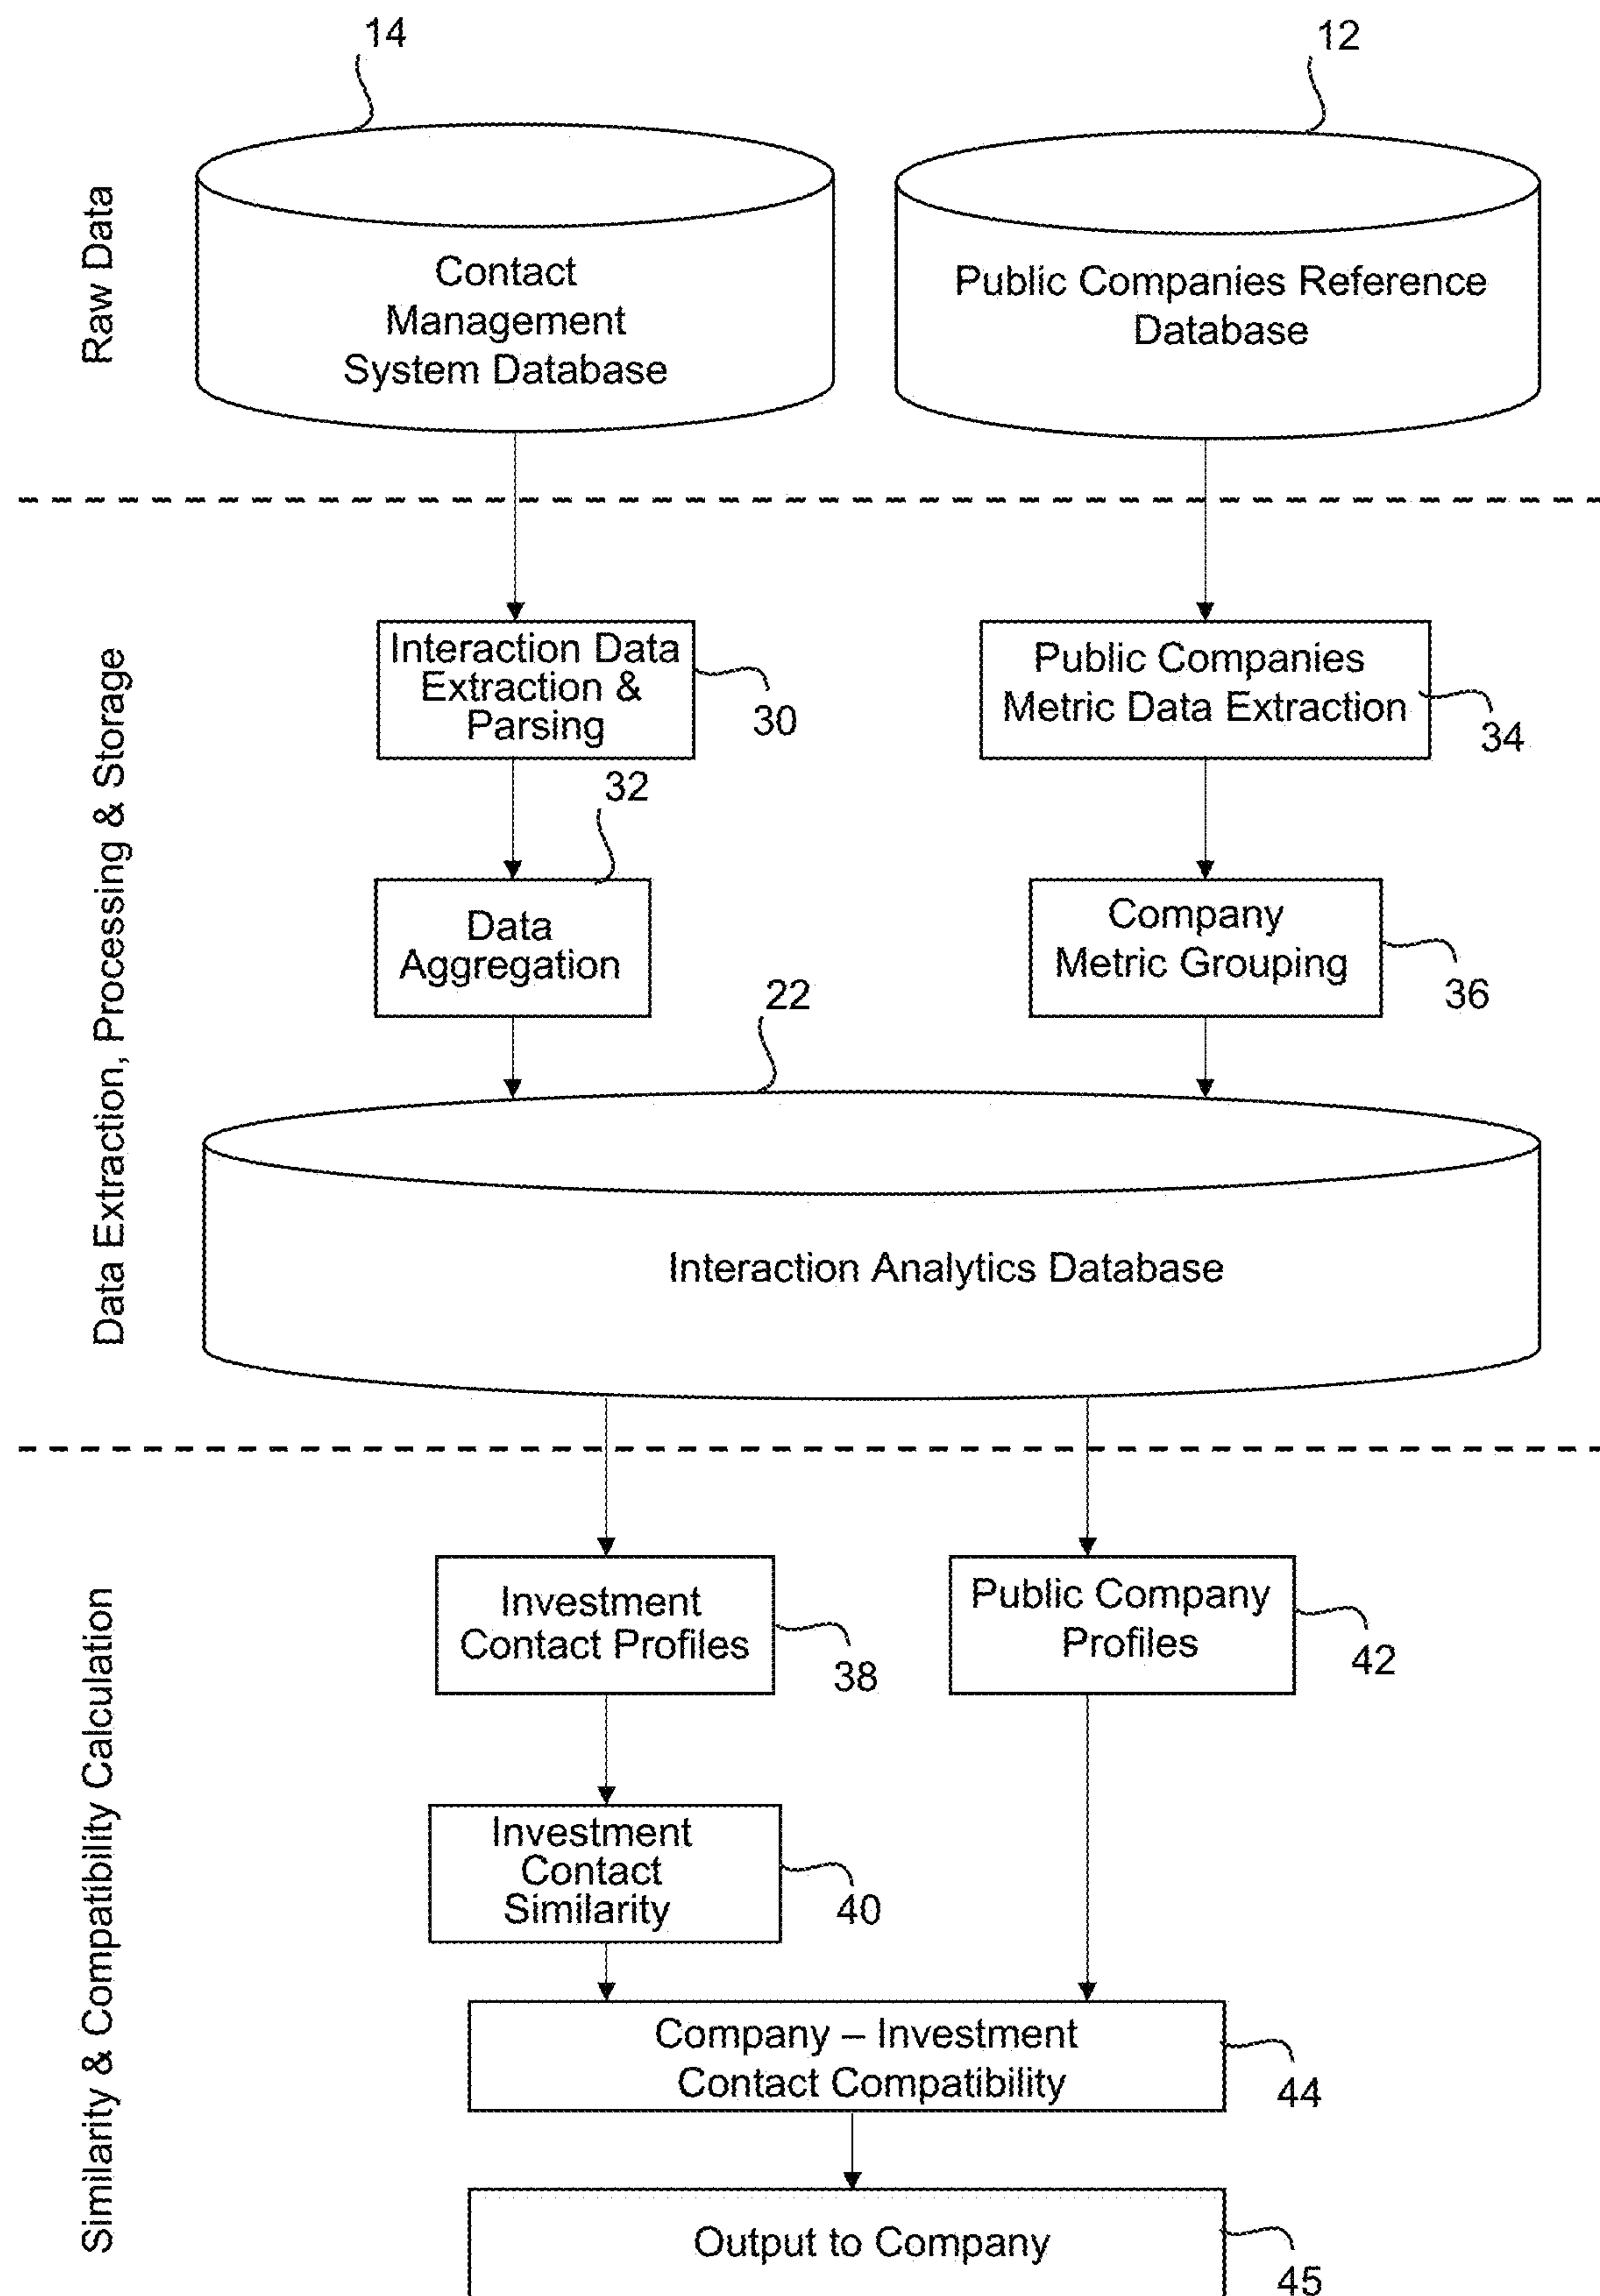 14
12
Raw Data
Contact
Management
System Database
Public Companies Reference
Database
Data Extraction, Processing & Storage
Interaction Data
Extraction &
Parsing
30
Public Companies
Metric Data Extraction
34
32
Data
Aggregation
Company
Metric Grouping
36
22
Interaction Analytics Database
Similarity & Compatibility Calculation
Investment
Contact Profiles
38
Public Company
Profiles
42
Investment
Contact
Similarity
40
Company – Investment
Contact Compatibility
44
Output to Company
45